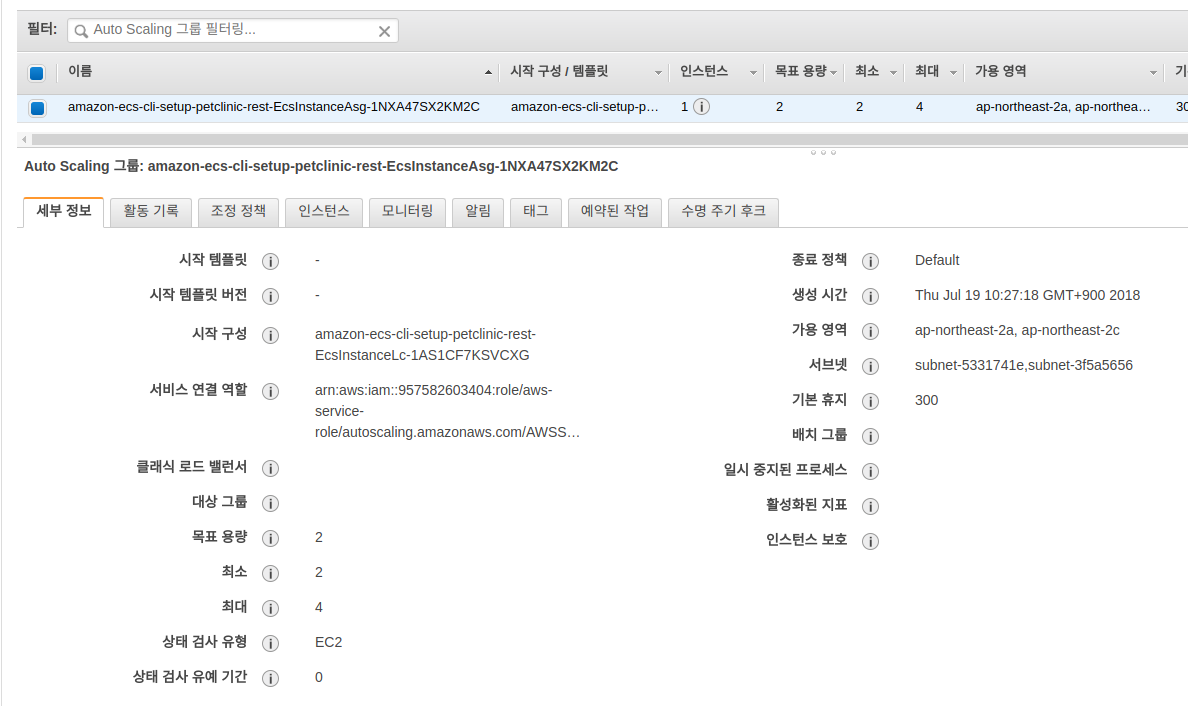 필터: Auto Scaling 그룹 필터링...
이름 시작 구성 / 템플릿 인스턴스 목표 용량 최소 최대 가용 영역
amazon-ecs-cli-setup-petclinic-rest-EcsInstanceAsg-1NXA47SX2KM2C amazon-ecs-cli-setup-p… 1 2 2 4 ap-northeast-2a, ap-northea… 30
Auto Scaling 그룹: amazon-ecs-cli-setup-petclinic-rest-EcsInstanceAsg-1NXA47SX2KM2C
세부 정보 활동 기록 조정 정책 인스턴스 모니터링 알림 태그 예약된 작업 수명 주기 후크
시작 템플릿 -
시작 템플릿 버전 -
시작 구성 amazon-ecs-cli-setup-petclinic-rest-
EcsInstanceLc-1AS1CF7KSVCXG
서비스 연결 역할 arn:aws:iam::957582603404:role/aws-
service-
role/autoscaling.amazonaws.com/AWSS…
클래식 로드 밸런서
대상 그룹
목표 용량 2
최소 2
최대 4
상태 검사 유형 EC2
상태 검사 유예 기간 0
종료 정책 Default
생성 시간 Thu Jul 19 10:27:18 GMT+900 2018
가용 영역 ap-northeast-2a, ap-northeast-2c
서브넷 subnet-5331741e,subnet-3f5a5656
기본 휴지 300
배치 그룹
일시 중지된 프로세스
활성화된 지표
인스턴스 보호